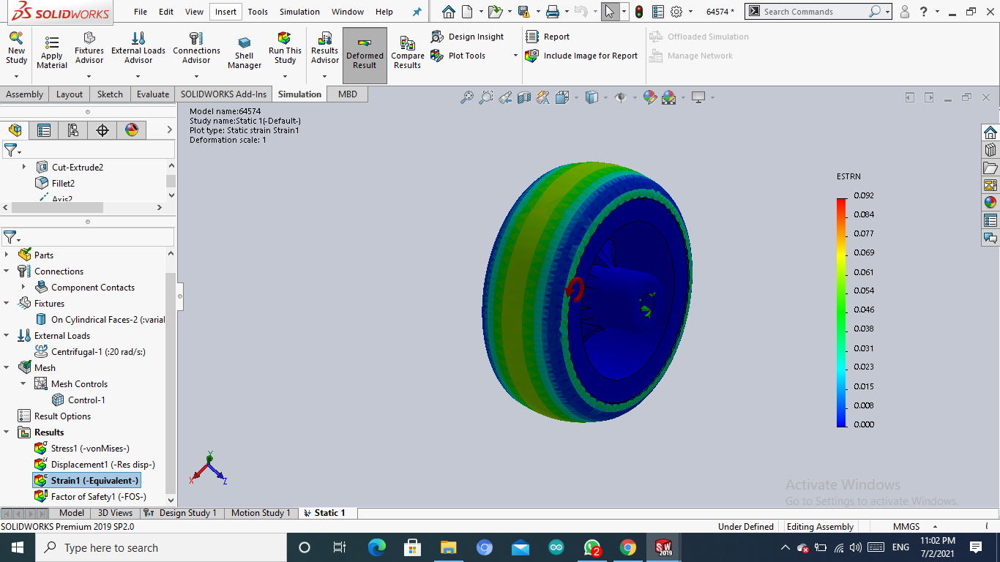 SOLIDWORKS
File Edit View Insert Tools Simulation Window Help
64574 *
Search Commands
New Study
Apply Material
Fixtures Advisor
External Loads Advisor
Connections Advisor
Shell Manager
Run This Study
Results Advisor
Deformed Result
Compare Results
Design Insight
Plot Tools
Report
Include Image for Report
Offloaded Simulation
Manage Network
Assembly Layout Sketch Evaluate SOLIDWORKS Add-Ins Simulation MBD
Model name:64574
Study name:Static 1(-Default-)
Plot type: Static strain Strain1
Deformation scale: 1
Cut-Extrude2
Fillet2
Axis2
Parts
Connections
Component Contacts
Fixtures
On Cylindrical Faces-2 (:varial
External Loads
Centrifugal-1 (:20 rad/s:)
Mesh
Mesh Controls
Control-1
Result Options
Results
Stress1 (-vonMises-)
Displacement1 (-Res disp-)
Strain1 (-Equivalent-)
Factor of Safety1 (-FOS-)
ESTRN
0.092
0.084
0.077
0.069
0.061
0.054
0.046
0.038
0.031
0.023
0.015
0.008
0.000
Y
X
Z
Activate Windows
Go to Settings to activate Windows.
Model 3D Views Design Study 1 Motion Study 1 Static 1
SOLIDWORKS Premium 2019 SP2.0
Under Defined Editing Assembly MMGS
Type here to search
2
SW
2019
ENG
11:02 PM
7/2/2021